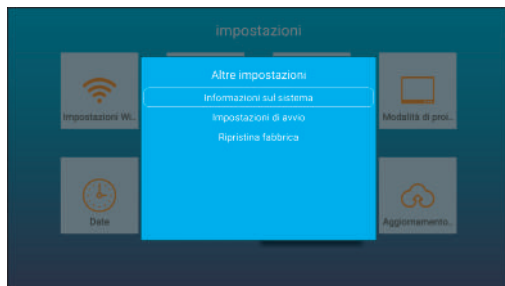 impostazioni
Altre impostazioni
Informazioni sul sistema
Impostazioni di avvio
Ripristina fabbrica
Impostazioni Wi..
Modalità di proi..
Date
Aggiornamento..